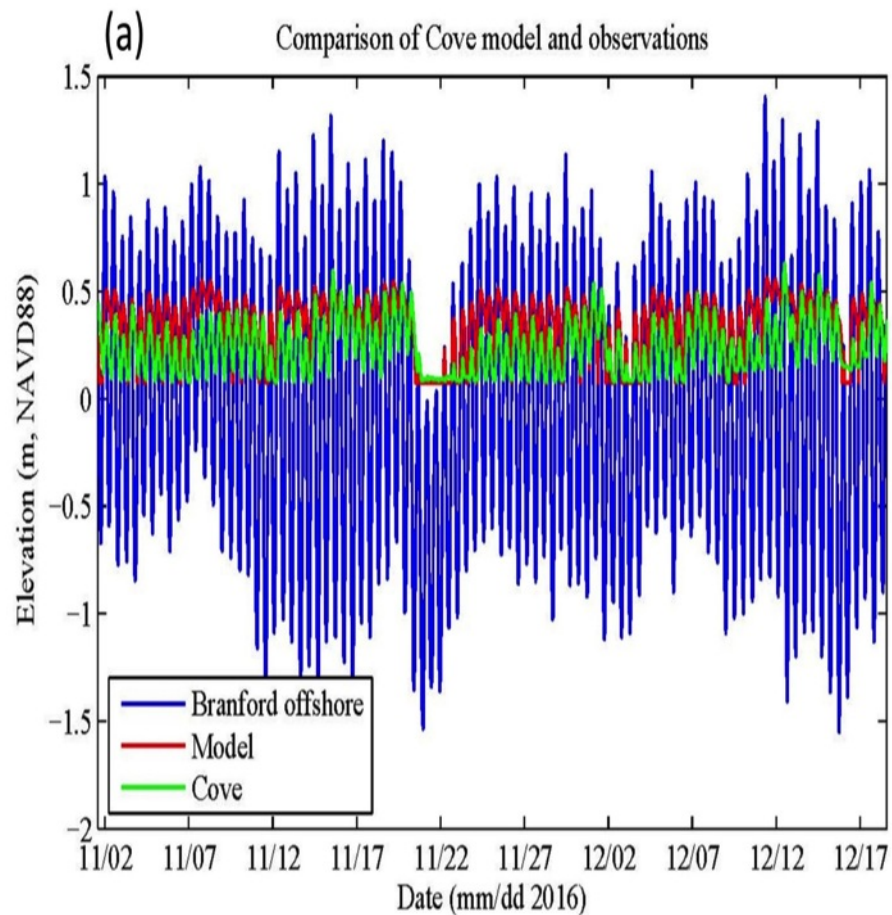 (a)
Comparison of Cove model and observations
1.5
1
0.5
0
−0.5
−1
−1.5
−2
Elevation (m, NAVD88)
Branford offshore
Model
Cove
11/02 11/07 11/12 11/17 11/22 11/27 12/02 12/07 12/12 12/17
Date (mm/dd 2016)